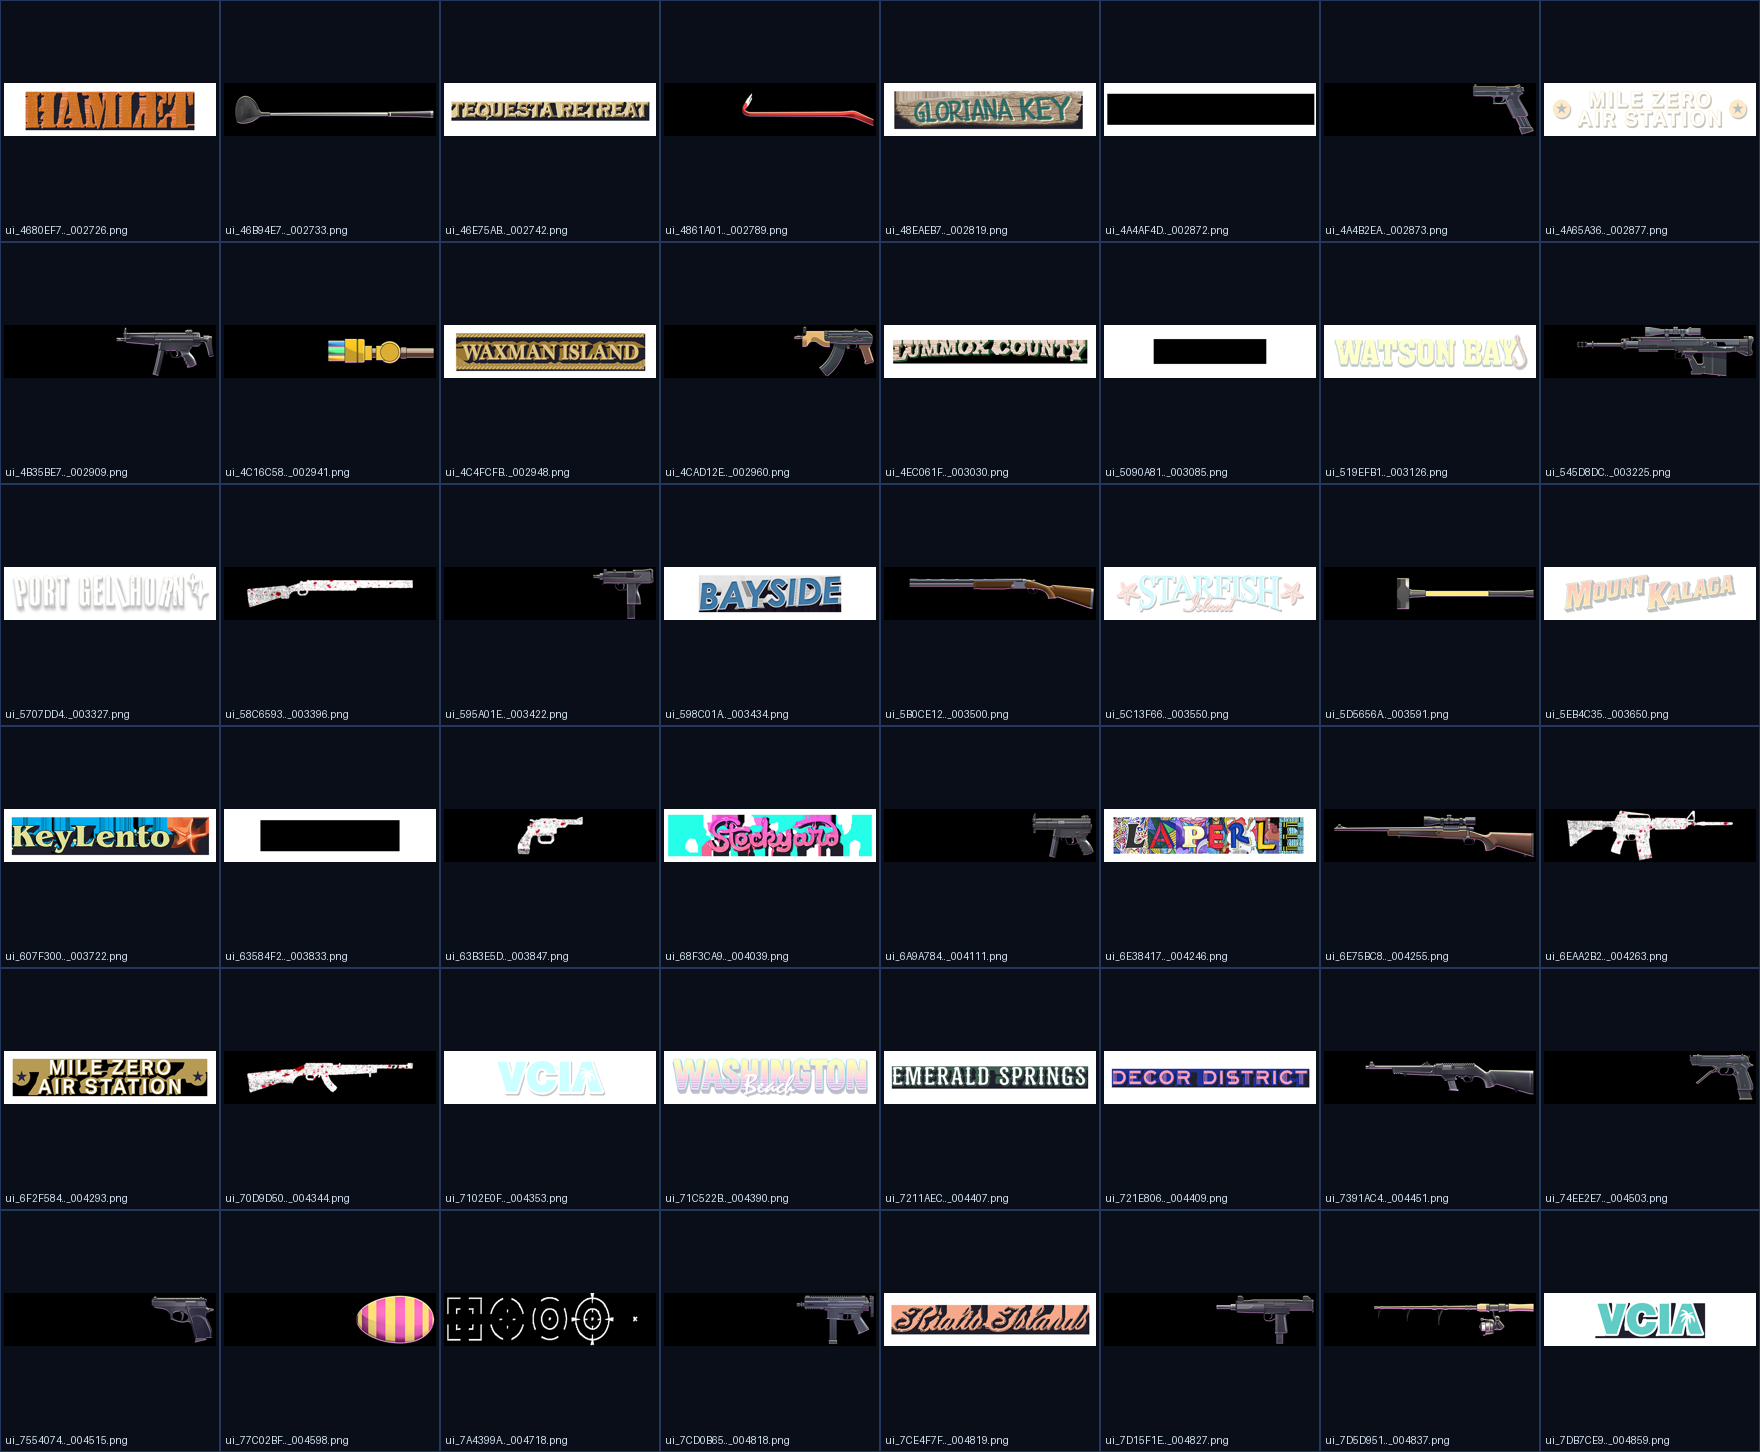 HAMLET
TEQUESTA RETREAT
GLORIANA KEY
MILE ZERO
AIR STATION
ui_4680EF7.._002726.png
ui_46B94E7.._002733.png
ui_46E75AB.._002742.png
ui_4861A01.._002789.png
ui_48EAEB7.._002819.png
ui_4A4AF4D.._002872.png
ui_4A4B2EA.._002873.png
ui_4A65A36.._002877.png
WAXMAN ISLAND
LUMMOX COUNTY
WATSON BAY
ui_4B35BE7.._002909.png
ui_4C16C58.._002941.png
ui_4C4FCFB.._002948.png
ui_4CAD12E.._002960.png
ui_4EC061F.._003030.png
ui_5090A81.._003085.png
ui_519EFB1.._003126.png
ui_545D8DC.._003225.png
PORT GELLHORN
BAYSIDE
STARFISH
Island
MOUNT KALAGA
ui_5707DD4.._003327.png
ui_58C6593.._003396.png
ui_595A01E.._003422.png
ui_598C01A.._003434.png
ui_5B0CE12.._003500.png
ui_5C13F66.._003550.png
ui_5D5656A.._003591.png
ui_5EB4C35.._003650.png
Key Lento
Stockyard
LAPERLE
ui_607F300.._003722.png
ui_63584F2.._003833.png
ui_63B3E5D.._003847.png
ui_68F3CA9.._004039.png
ui_6A9A784.._004111.png
ui_6E38417.._004246.png
ui_6E75BC8.._004255.png
ui_6EAA2B2.._004263.png
MILE ZERO
AIR STATION
VCIA
WASHINGTON
Beach
EMERALD SPRINGS
DECOR DISTRICT
ui_6F2F584.._004293.png
ui_70D9D50.._004344.png
ui_7102E0F.._004353.png
ui_71C522B.._004390.png
ui_7211AEC.._004407.png
ui_721E806.._004409.png
ui_7391AC4.._004451.png
ui_74EE2E7.._004503.png
Rialto Islands
VCIA
ui_7554074.._004515.png
ui_77C02BF.._004598.png
ui_7A4399A.._004718.png
ui_7CD0B65.._004818.png
ui_7CE4F7F.._004819.png
ui_7D15F1E.._004827.png
ui_7D5D951.._004837.png
ui_7DB7CE9.._004859.png